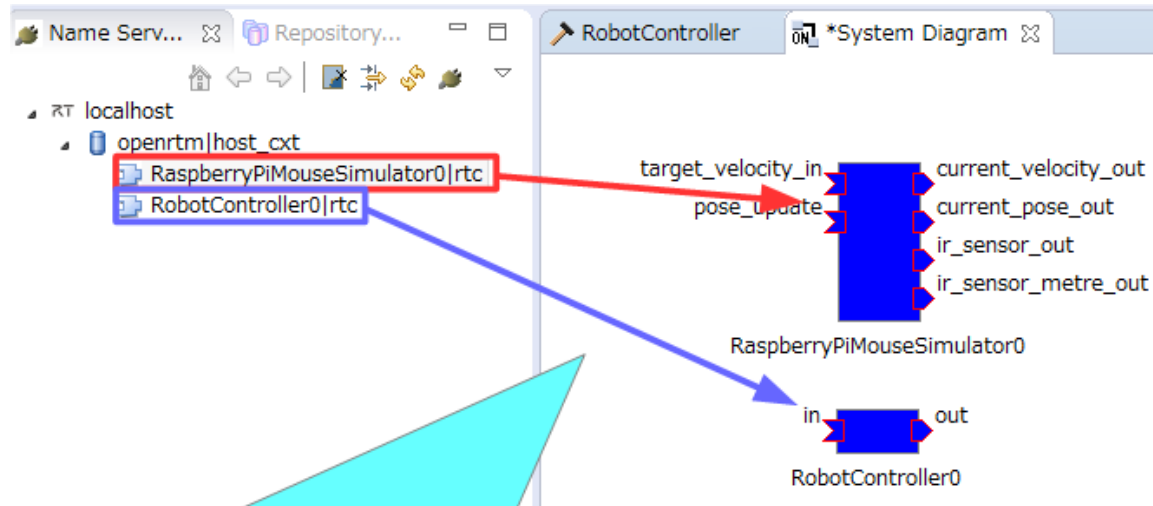 Name Serv...
Repository...
RobotController
*System Diagram
RT localhost
openrtm|host_cxt
RaspberryPiMouseSimulator0|rtc
RobotController0|rtc
target_velocity_in
pose_update
current_velocity_out
current_pose_out
ir_sensor_out
ir_sensor_metre_out
RaspberryPiMouseSimulator0
in
out
RobotController0